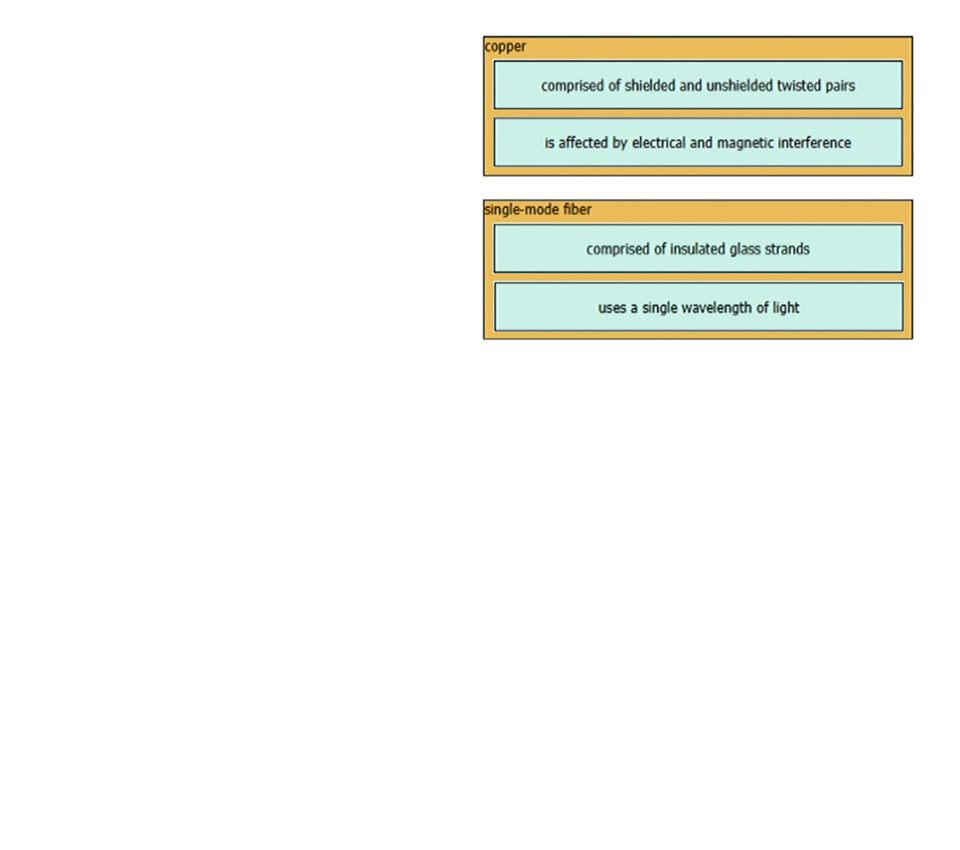 copper
comprised of shielded and unshielded twisted pairs
is affected by electrical and magnetic interference
single-mode fiber
comprised of insulated glass strands
uses a single wavelength of light